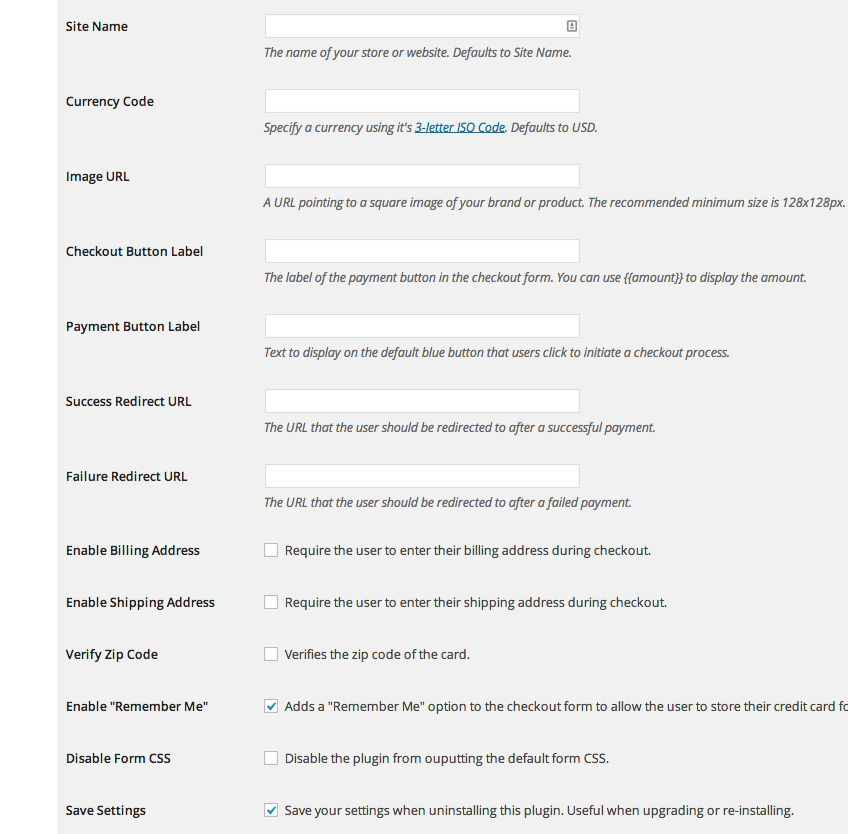 Site Name
The name of your store or website. Defaults to Site Name.
Currency Code
Specify a currency using it's 3-letter ISO Code. Defaults to USD.
Image URL
A URL pointing to a square image of your brand or product. The recommended minimum size is 128x128px.
Checkout Button Label
The label of the payment button in the checkout form. You can use {{amount}} to display the amount.
Payment Button Label
Text to display on the default blue button that users click to initiate a checkout process.
Success Redirect URL
The URL that the user should be redirected to after a successful payment.
Failure Redirect URL
The URL that the user should be redirected to after a failed payment.
Enable Billing Address Require the user to enter their billing address during checkout.
Enable Shipping Address Require the user to enter their shipping address during checkout.
Verify Zip Code Verifies the zip code of the card.
Enable "Remember Me" Adds a "Remember Me" option to the checkout form to allow the user to store their credit card
Disable Form CSS Disable the plugin from ouputting the default form CSS.
Save Settings Save your settings when uninstalling this plugin. Useful when upgrading or re-installing.